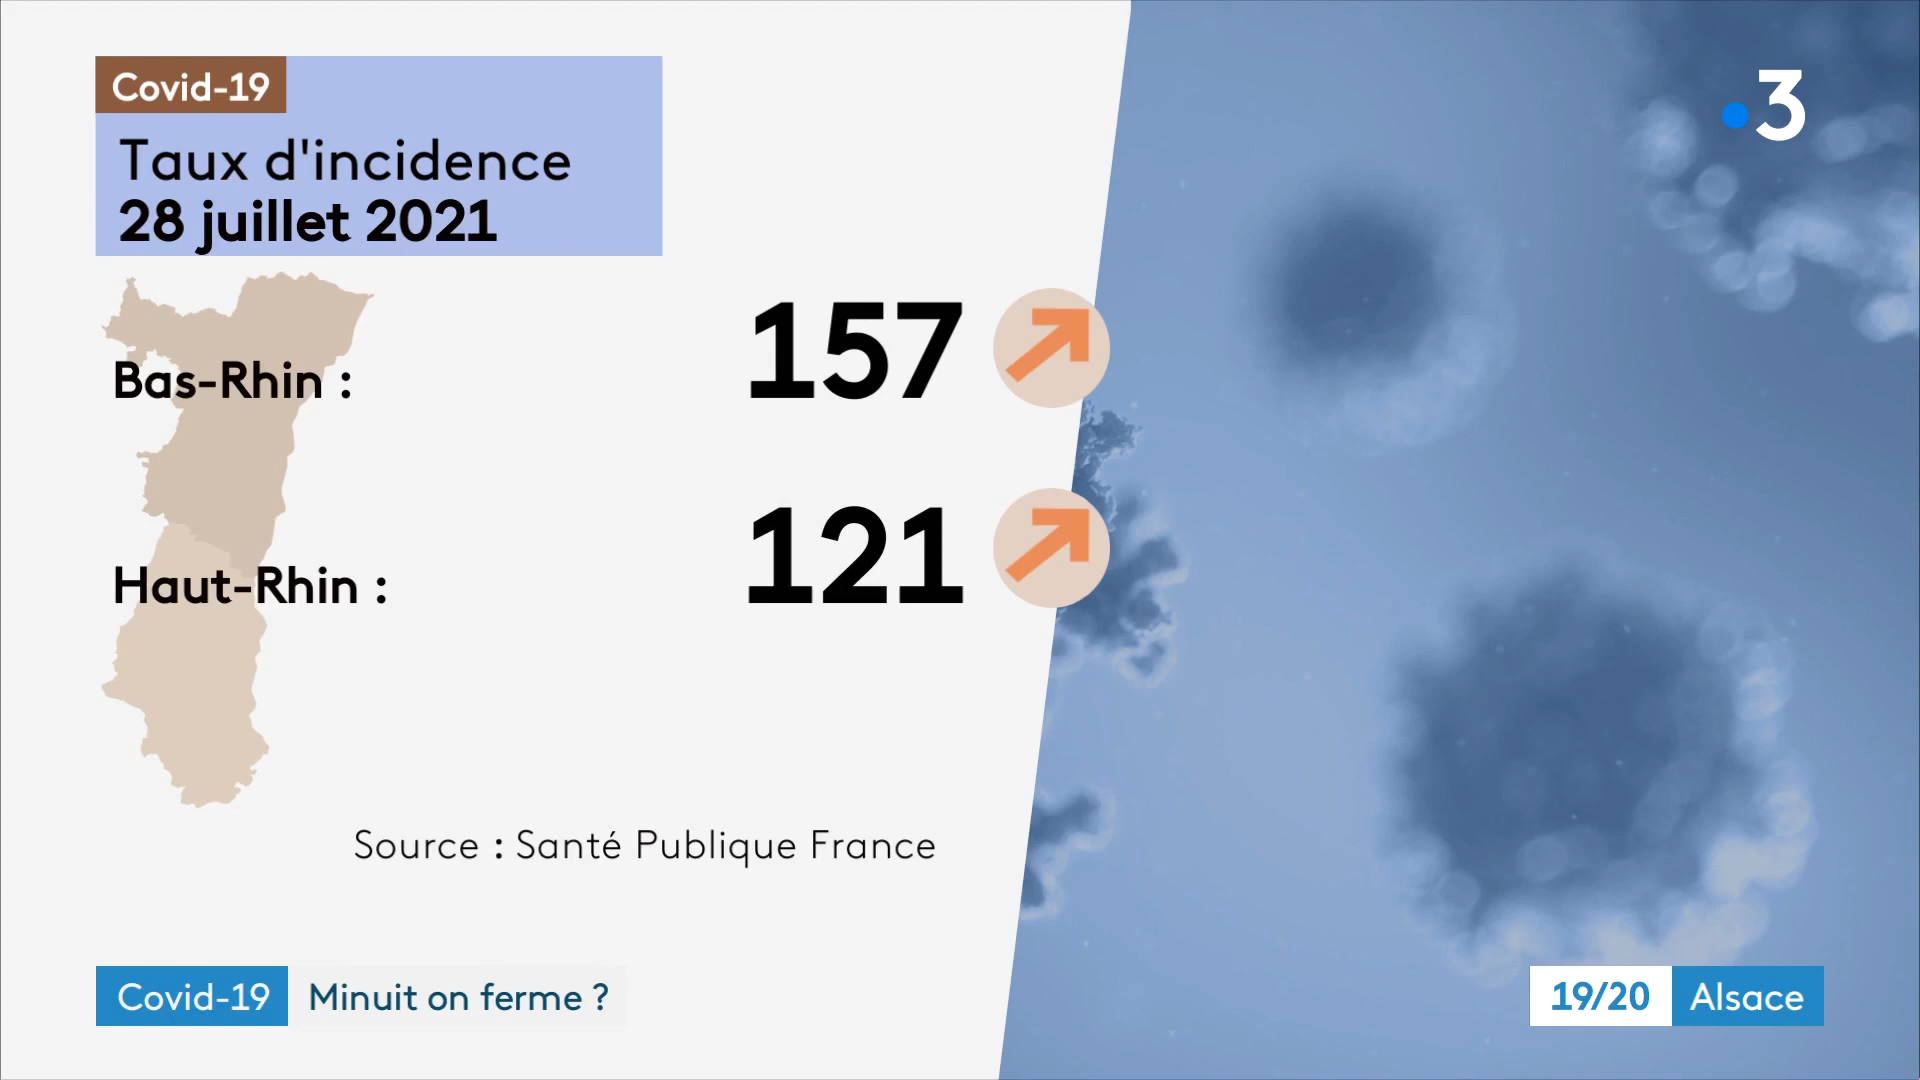 Covid-19
Taux d'incidence
28 juillet 2021
3
Bas-Rhin : 157
Haut-Rhin : 121
Source : Santé Publique France
Covid-19 Minuit on ferme ?
19/20 Alsace